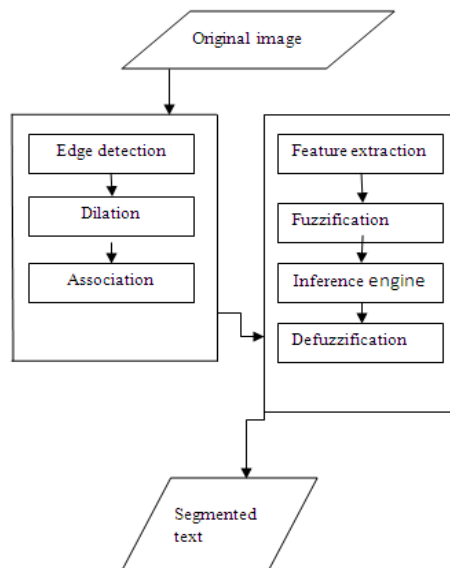 Original image
Edge detection
Dilation
Association
Feature extraction
Fuzzification
Inference engine
Defuzzification
Segmented
text